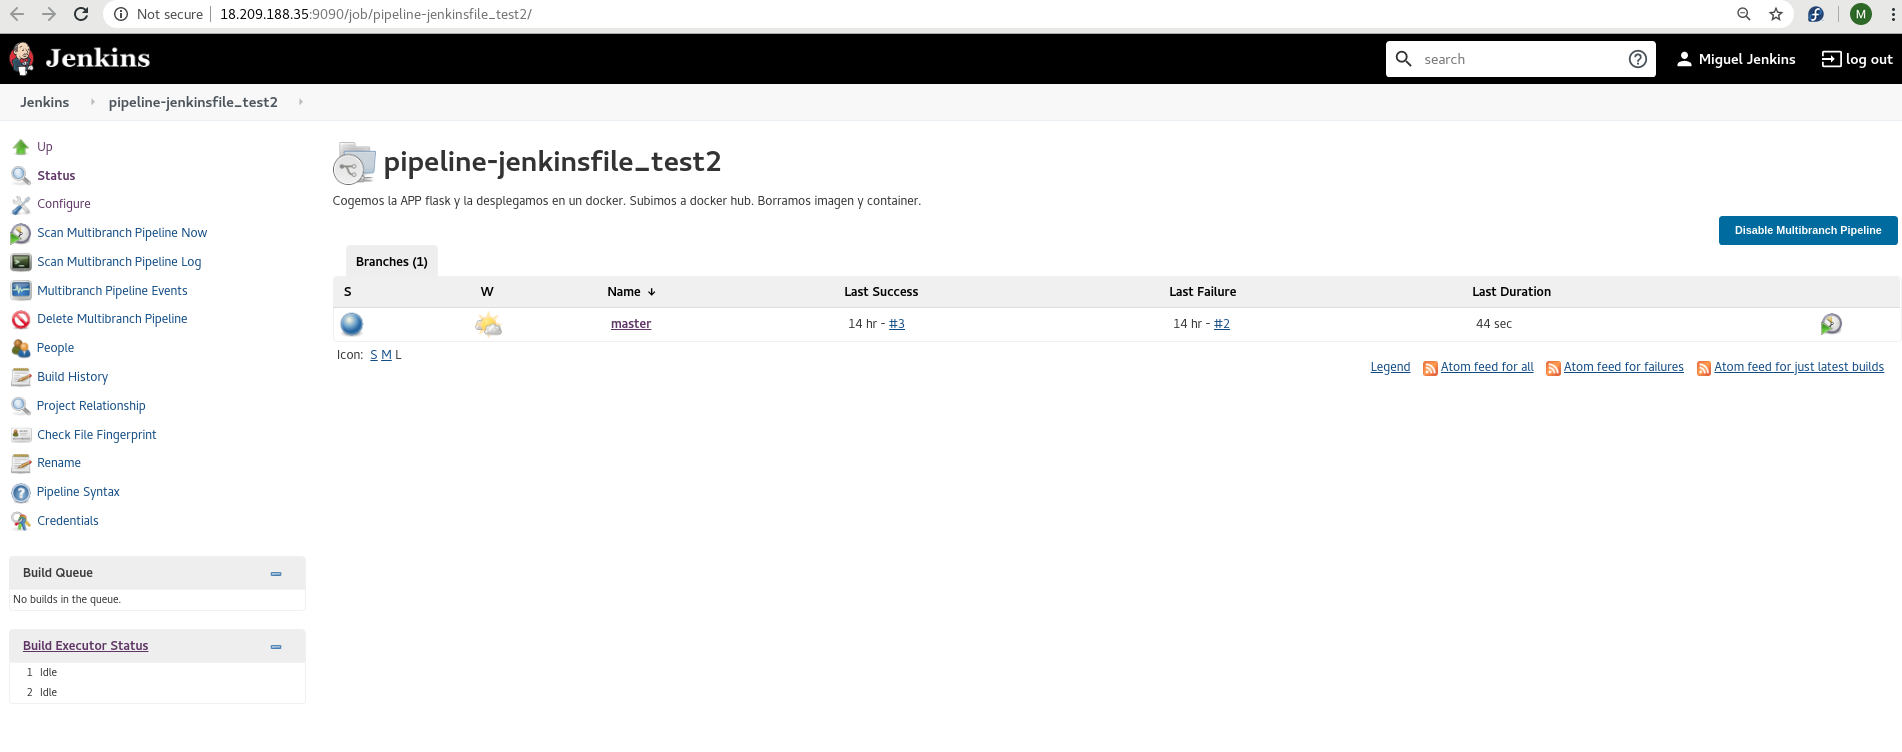 Not secure | 18.209.188.35:9090/job/pipeline-jenkinsfile_test2/
M
Jenkins
search
Miguel Jenkins
log out
Jenkins
pipeline-jenkinsfile_test2
Up
Status
Configure
Scan Multibranch Pipeline Now
Scan Multibranch Pipeline Log
Multibranch Pipeline Events
Delete Multibranch Pipeline
People
Build History
Project Relationship
Check File Fingerprint
Rename
Pipeline Syntax
Credentials
Build Queue
No builds in the queue.
Build Executor Status
1 Idle
2 Idle
pipeline-jenkinsfile_test2
Cogemos la APP flask y la desplegamos en un docker. Subimos a docker hub. Borramos imagen y container.
Disable Multibranch Pipeline
Branches (1)
S W Name ↓ Last Success Last Failure Last Duration
master 14 hr - #3 14 hr - #2 44 sec
Icon: S M L
Legend Atom feed for all Atom feed for failures Atom feed for just latest builds